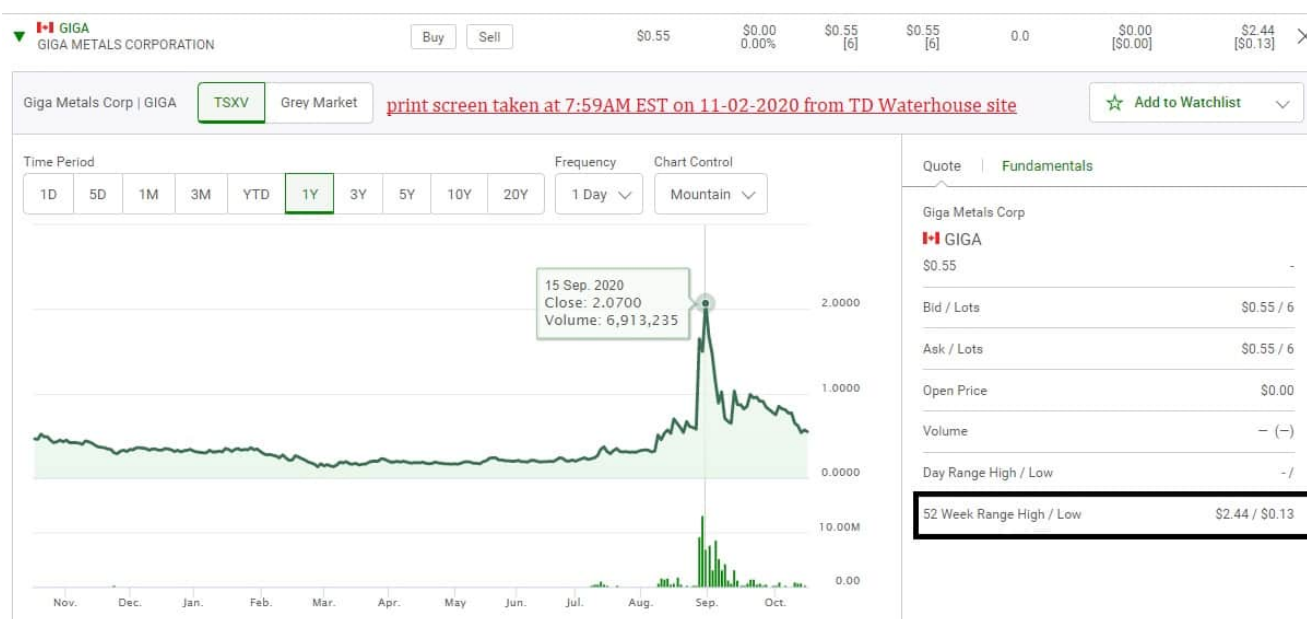 GIGA
GIGA METALS CORPORATION
Buy Sell $0.55 $0.00 $0.55 $0.55 0.0 $0.00 $2.44
0.00% [6] [6] [$0.00] [$0.13]
Giga Metals Corp | GIGA TSXV Grey Market print screen taken at 7:59AM EST on 11-02-2020 from TD Waterhouse site Add to Watchlist
Time Period Frequency Chart Control
1D 5D 1M 3M YTD 1Y 3Y 5Y 10Y 20Y 1 Day Mountain
15 Sep. 2020
Close: 2.0700
Volume: 6,913,235
2.0000
1.0000
0.0000
10.00M
0.00
Nov. Dec. Jan. Feb. Mar. Apr. May Jun. Jul. Aug. Sep. Oct.
Quote | Fundamentals
Giga Metals Corp
GIGA
$0.55 -
Bid / Lots $0.55 / 6
Ask / Lots $0.55 / 6
Open Price $0.00
Volume — (—)
Day Range High / Low - /
52 Week Range High / Low $2.44 / $0.13